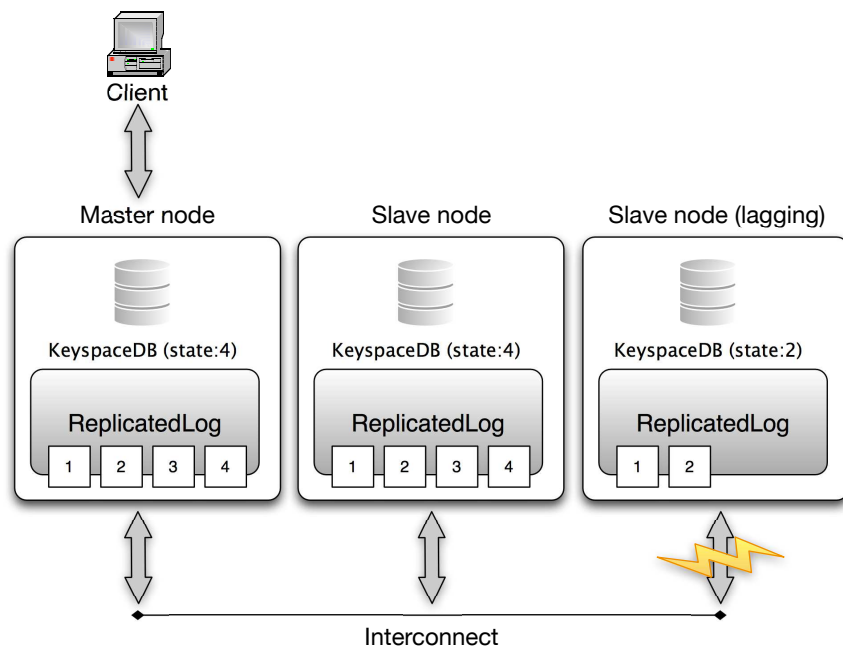 Client
Master node
Slave node
Slave node (lagging)
KeyspaceDB (state:4)
KeyspaceDB (state:4)
KeyspaceDB (state:2)
ReplicatedLog
ReplicatedLog
ReplicatedLog
1 2 3 4
1 2 3 4
1 2
Interconnect